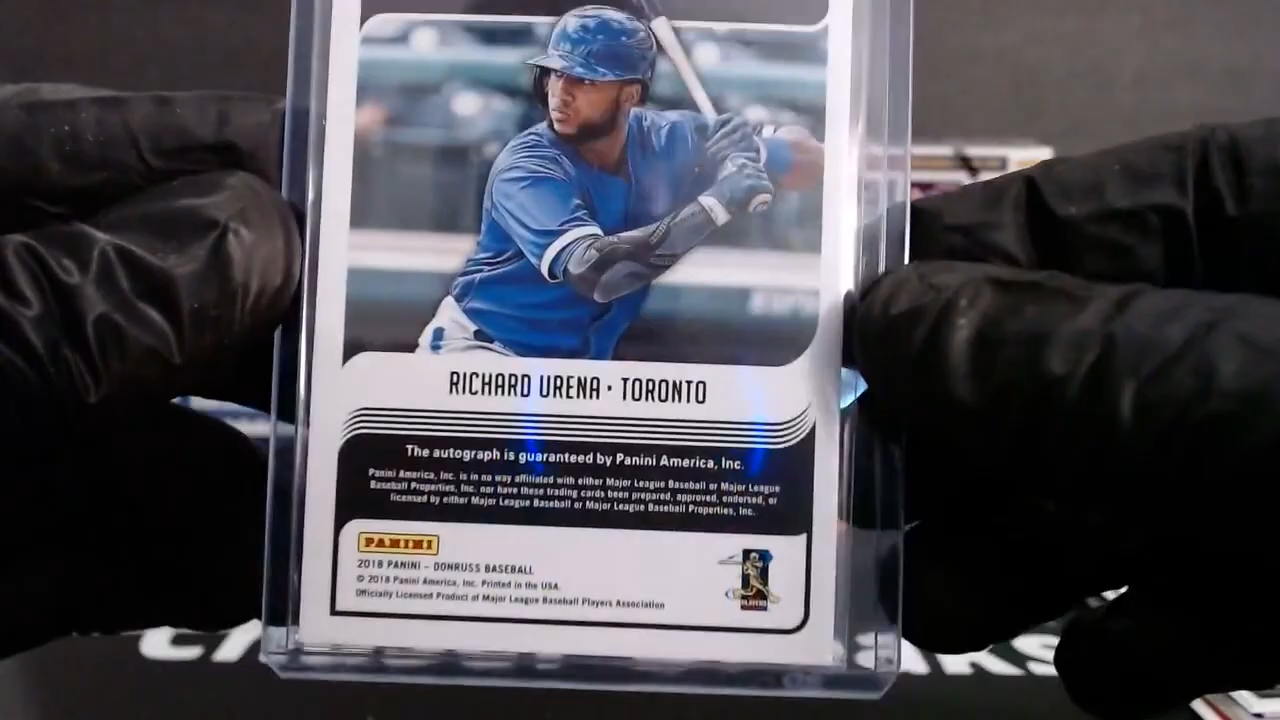 RICHARD URENA • TORONTO
The autograph is guaranteed by Panini America, Inc.
Panini America, Inc. is in no way affiliated with either Major League Baseball or Major League
Baseball Properties, Inc. nor have these trading cards been prepared, approved, endorsed, or
licensed by either Major League Baseball or Major League Baseball Properties, Inc.
PANINI
2018 PANINI – DONRUSS BASEBALL
© 2018 Panini America, Inc. Printed in the USA.
Officially Licensed Product of Major League Baseball Players Association
PLAYERS